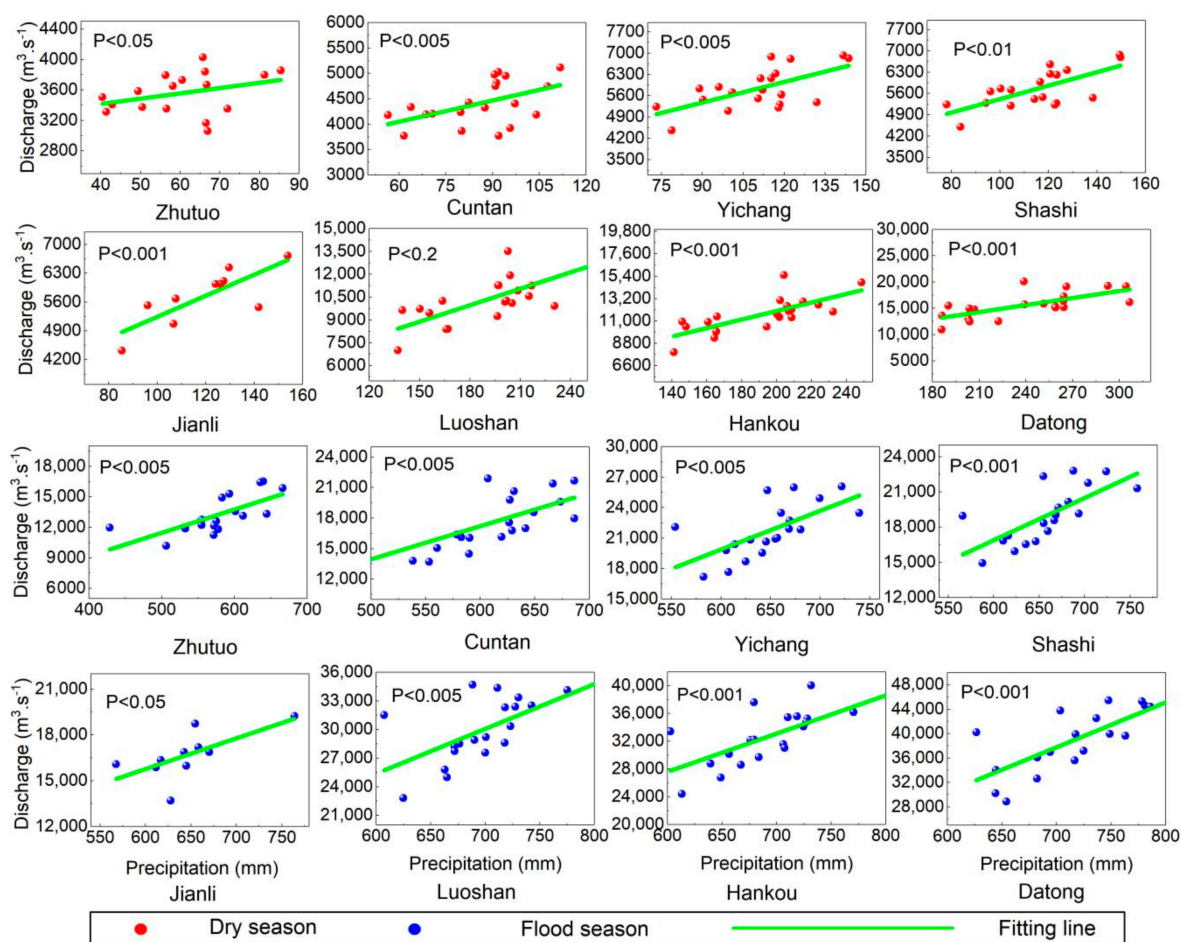 Discharge (m³.s⁻¹)
4400
4000
3600
3200
2800
P<0.05
40 50 60 70 80 90
Zhutuo
6000
5500
5000
4500
4000
3500
3000
P<0.005
60 75 90 105 120
Cuntan
7900
7000
6300
5600
4900
4200
3500
P<0.005
75 90 105 120 135 150
Yichang
7800
7000
6300
5600
4900
4200
3500
P<0.01
80 100 120 140 160
Shashi
Discharge (m³.s⁻¹)
7000
6300
5600
4900
4200
P<0.001
80 100 120 140 160
Jianli
15,000
13,500
12,000
10,500
9000
7500
6000
P<0.2
120 150 180 210 240
Luoshan
19,800
17,600
15,400
13,200
11,000
8800
6600
P<0.001
150 175 200 225 250
Hankou
30,000
25,000
20,000
15,000
10,000
5000
P<0.001
180 210 240 270 300
Datong
Discharge (m³.s⁻¹)
18,000
15,000
12,000
9000
6000
P<0.005
400 500 600 700
Zhutuo
24,000
21,000
18,000
15,000
12,000
9000
P<0.005
500 550 600 650 700
Cuntan
30,000
27,000
24,000
21,000
18,000
15,000
P<0.005
550 600 650 700 750
Yichang
24,000
21,000
18,000
15,000
12,000
P<0.001
550 600 650 700 750
Shashi
Discharge (m³.s⁻¹)
21,000
18,000
15,000
12,000
P<0.05
550 600 650 700 750
Precipitation (mm)
Jianli
36,000
33,000
30,000
27,000
24,000
21,000
P<0.005
600 650 700 750 800
Precipitation (mm)
Luoshan
40,000
36,000
32,000
28,000
24,000
20,000
P<0.001
600 650 700 750 800
Precipitation (mm)
Hankou
48,000
44,000
40,000
36,000
32,000
28,000
P<0.001
600 650 700 750 800
Precipitation (mm)
Datong
Dry season Flood season Fitting line